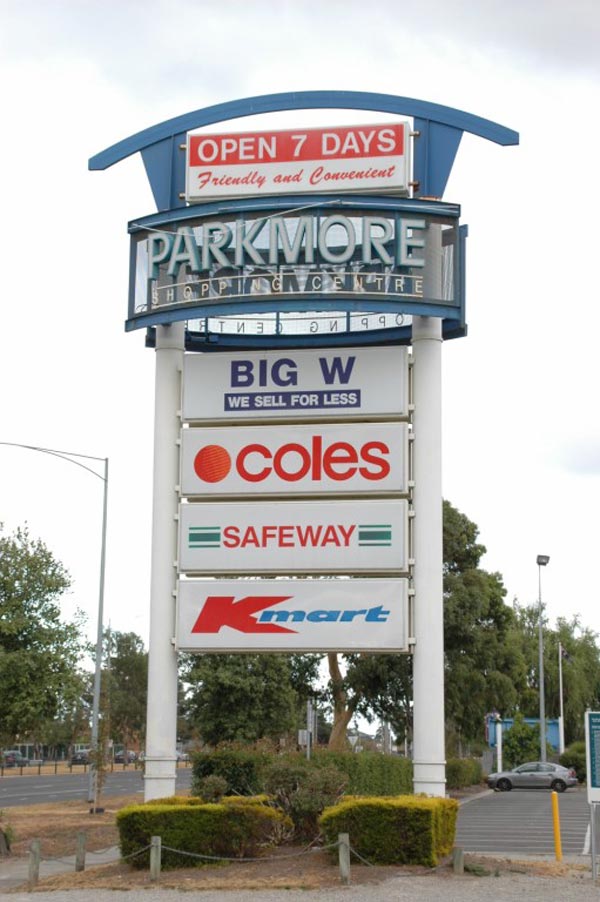 OPEN 7 DAYS
Friendly and Convenient
PARKMORE
SHOPPING CENTRE
BIG W
WE SELL FOR LESS
coles
SAFEWAY
Kmart